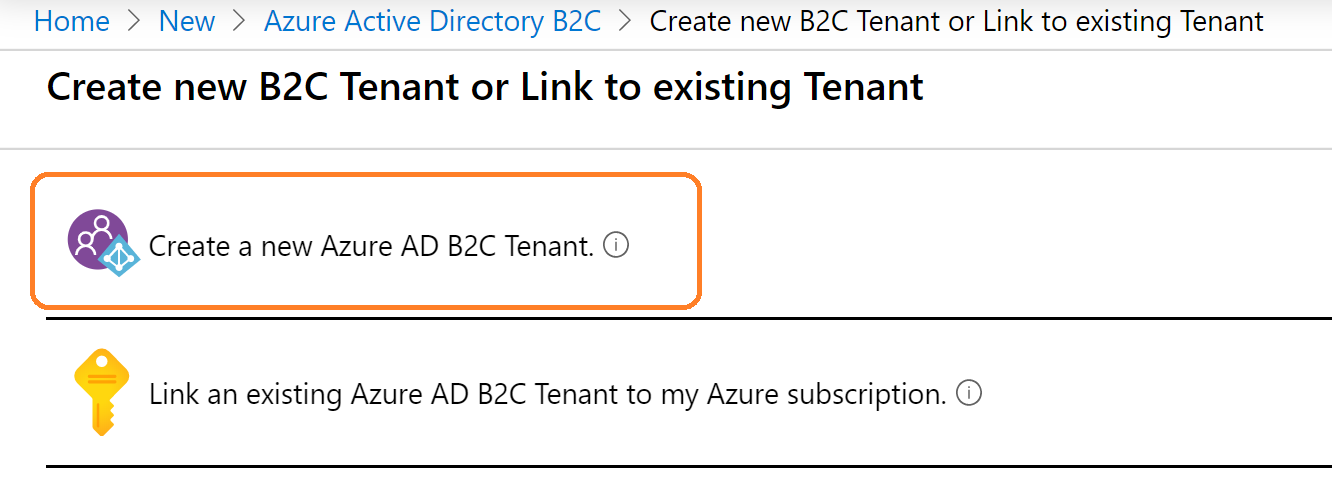 Home > New > Azure Active Directory B2C > Create new B2C Tenant or Link to existing Tenant
Create new B2C Tenant or Link to existing Tenant
Create a new Azure AD B2C Tenant.
Link an existing Azure AD B2C Tenant to my Azure subscription.